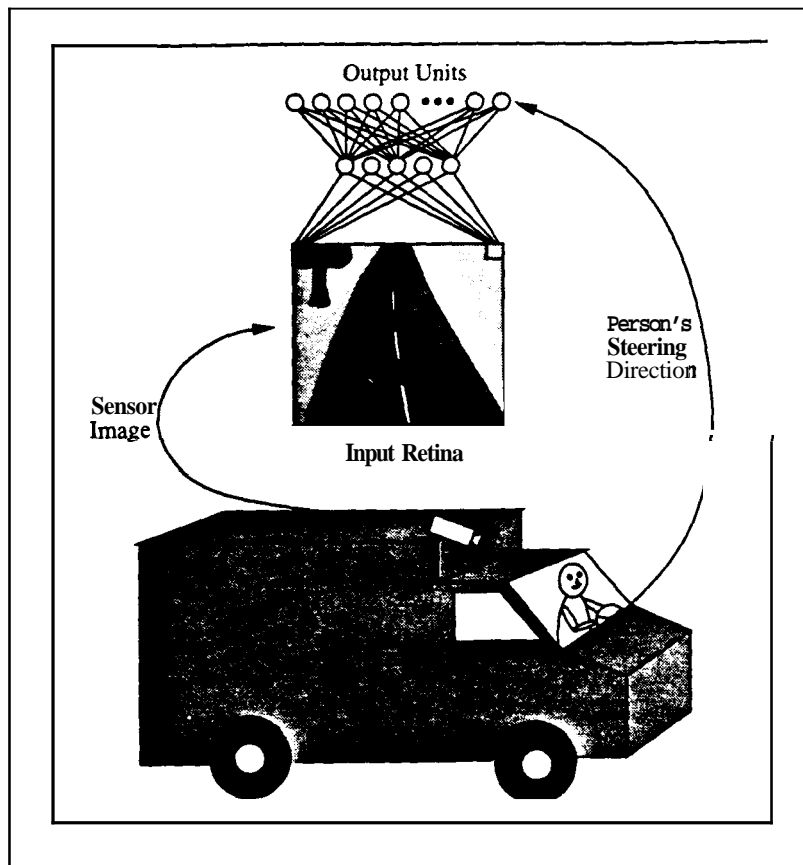 Output Units
Person's
Steering
Direction
Sensor
Image
Input Retina